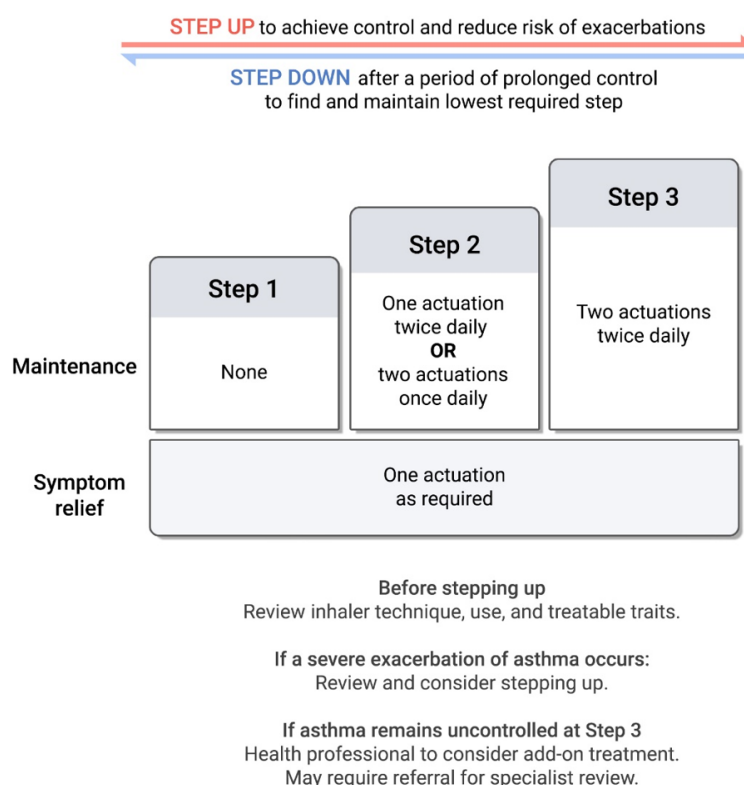 STEP UP to achieve control and reduce risk of exacerbations
STEP DOWN after a period of prolonged control
to find and maintain lowest required step
Step 1
Step 2
Step 3
Maintenance
None
One actuation
twice daily
OR
two actuations
once daily
Two actuations
twice daily
Symptom
relief
One actuation
as required
Before stepping up
Review inhaler technique, use, and treatable traits.
If a severe exacerbation of asthma occurs:
Review and consider stepping up.
If asthma remains uncontrolled at Step 3
Health professional to consider add-on treatment.
May require referral for specialist review.